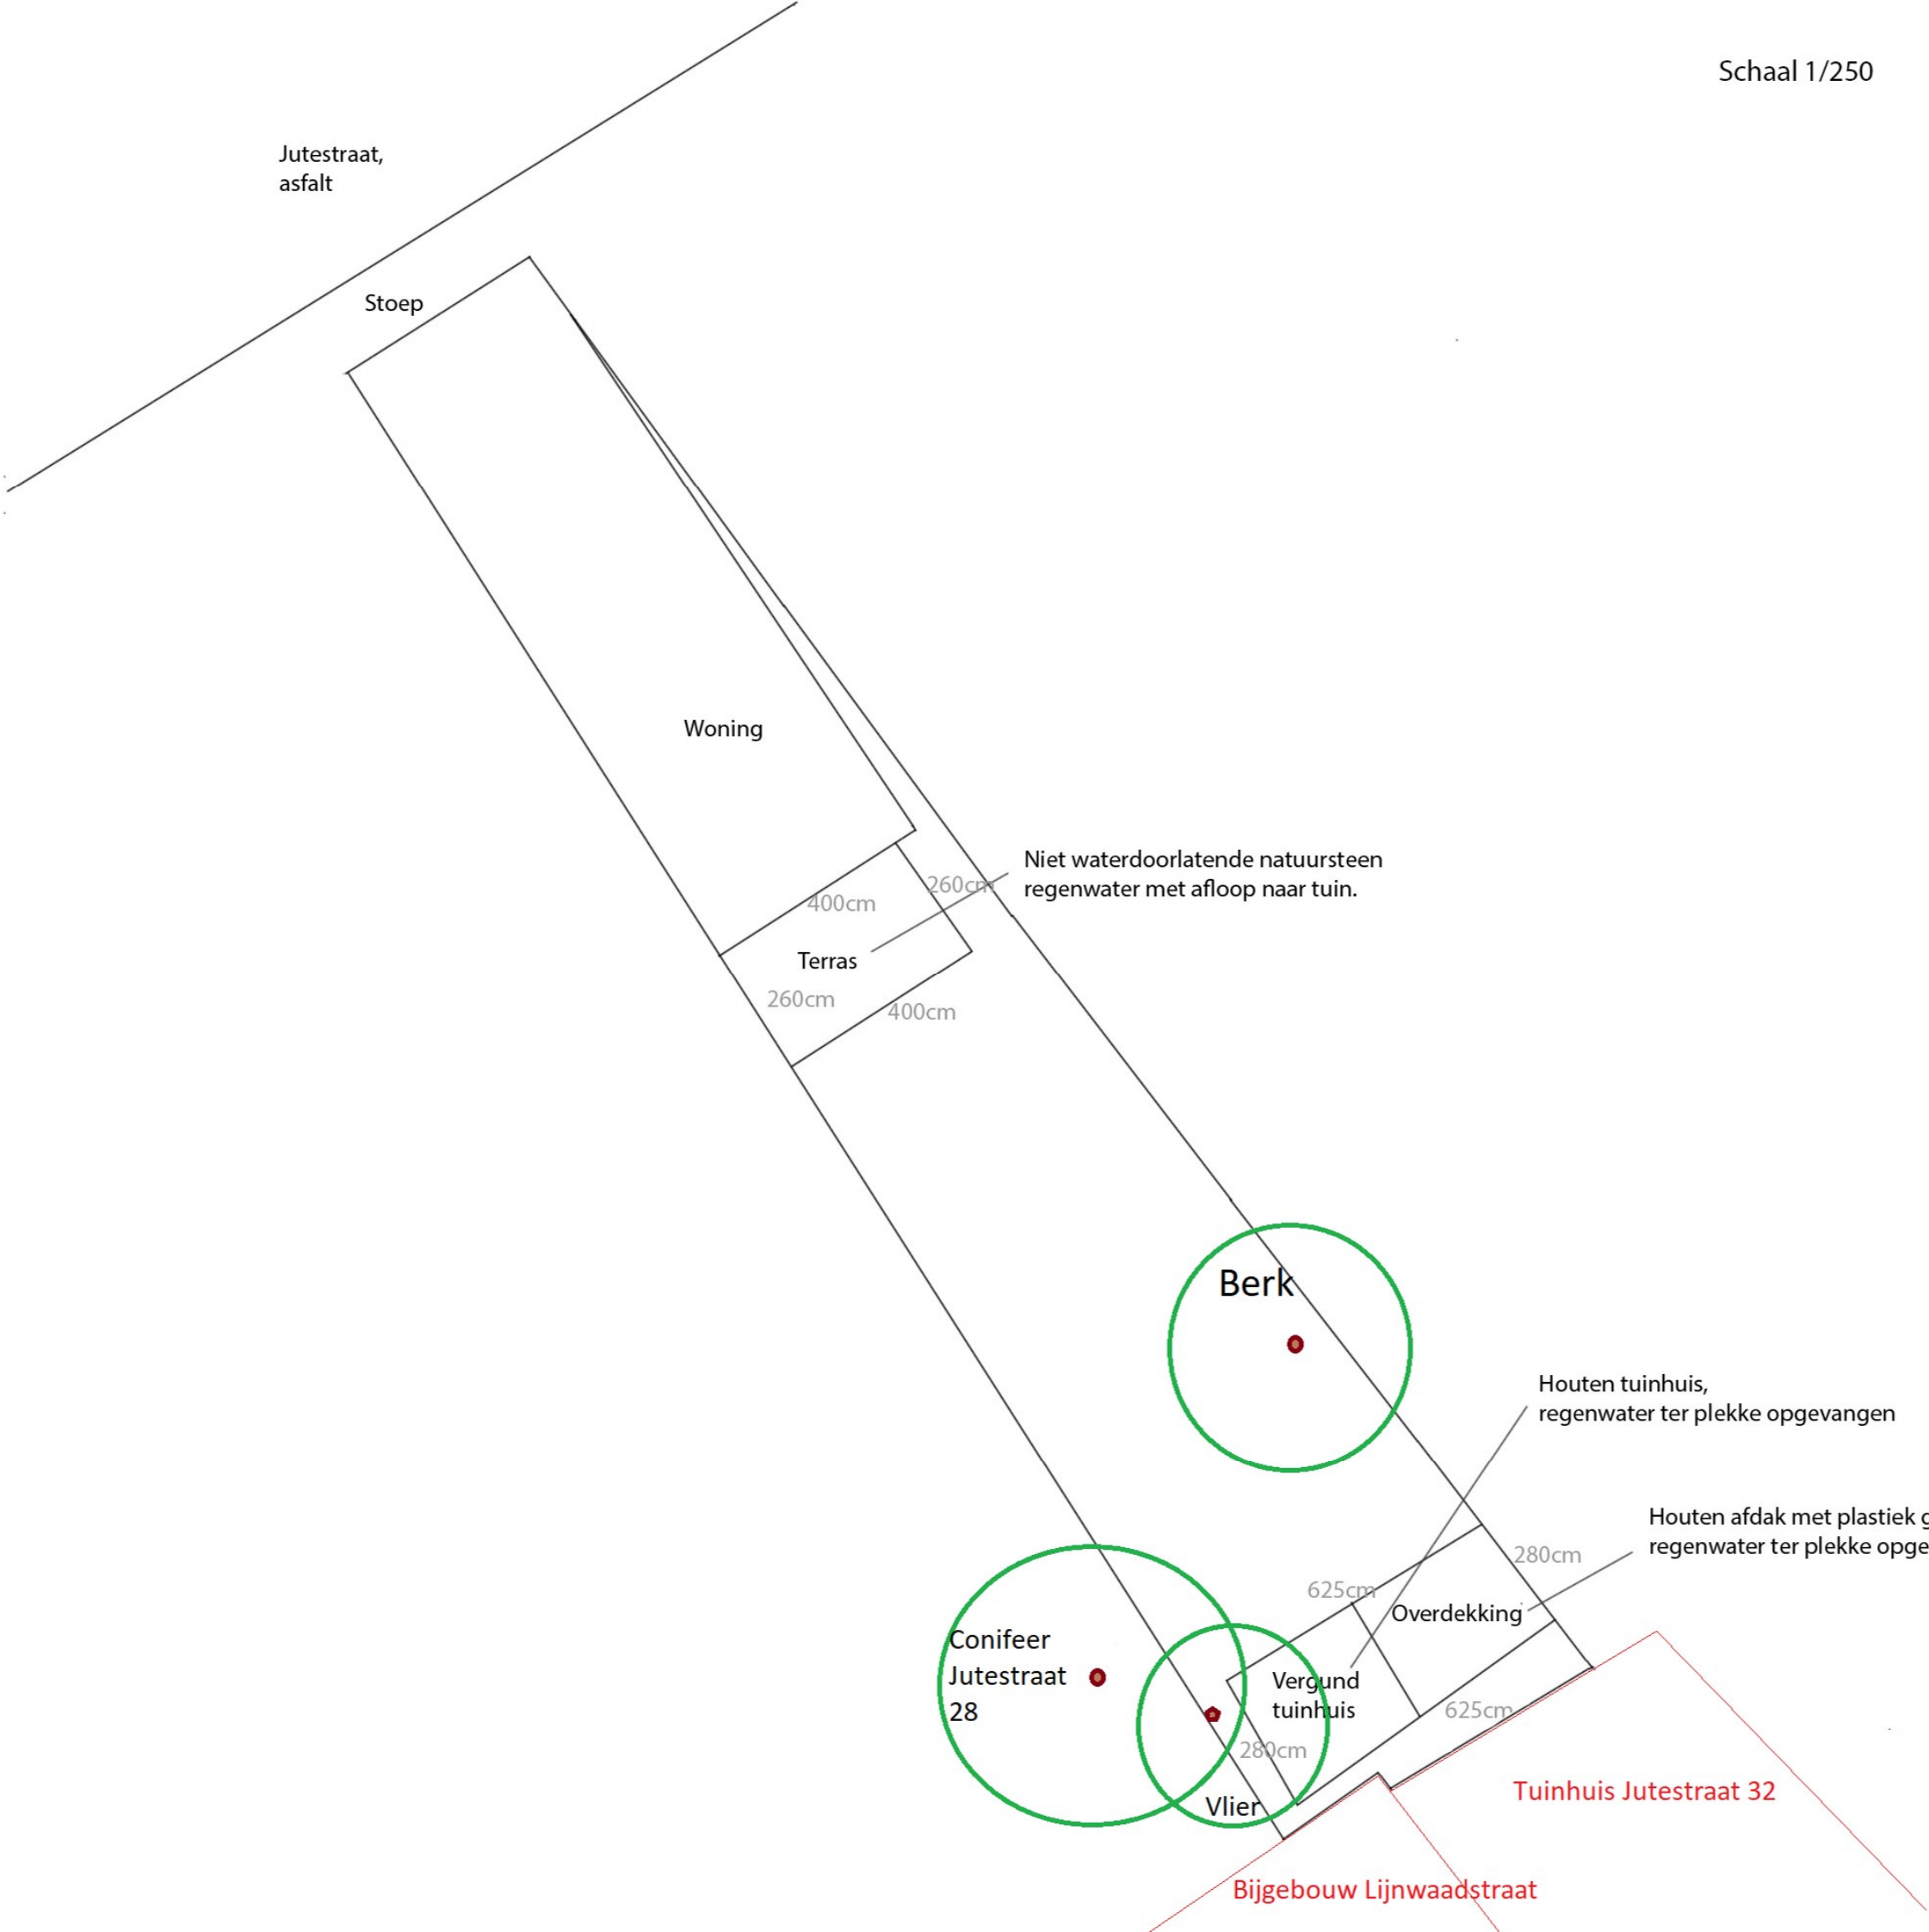 Schaal 1/250
Jutestraat,
asfalt
Stoep
Woning
Niet waterdoorlatende natuursteen
regenwater met afloop naar tuin.
260cm
400cm
Terras
260cm
400cm
Berk
Houten tuinhuis,
regenwater ter plekke opgevangen
Houten afdak met plastiek
regenwater ter plekke
280cm
625cm
Overdekking
Conifeer
Jutestraat
28
Vergund
tuinhuis
625cm
280cm
Vlier
Tuinhuis Jutestraat 32
Bijgebouw Lijnwaadstraat